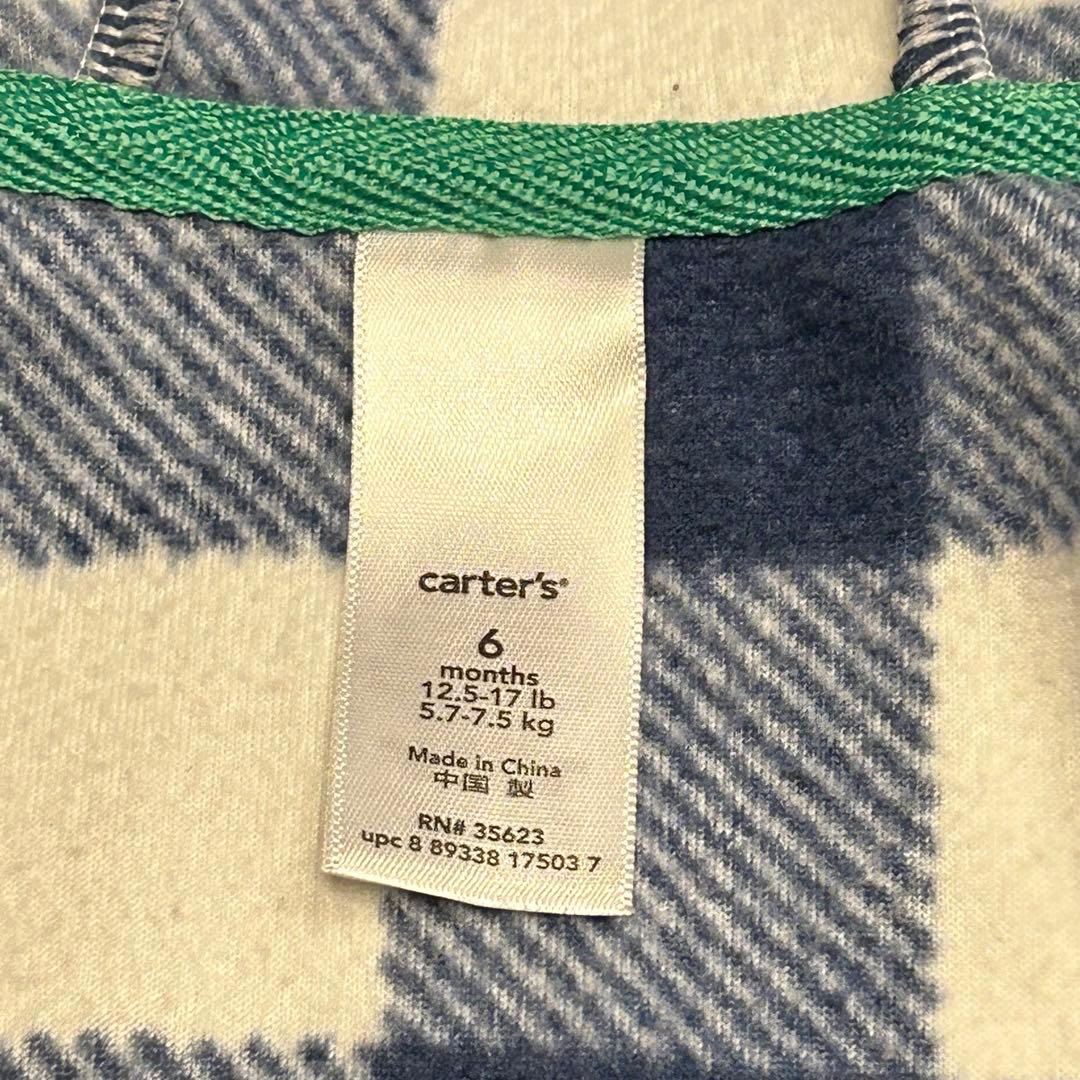 carter's®
6
months
12.5-17 lb
5.7-7.5 kg
Made in China
中国 製
RN# 35623
upc 8 89338 17503 7